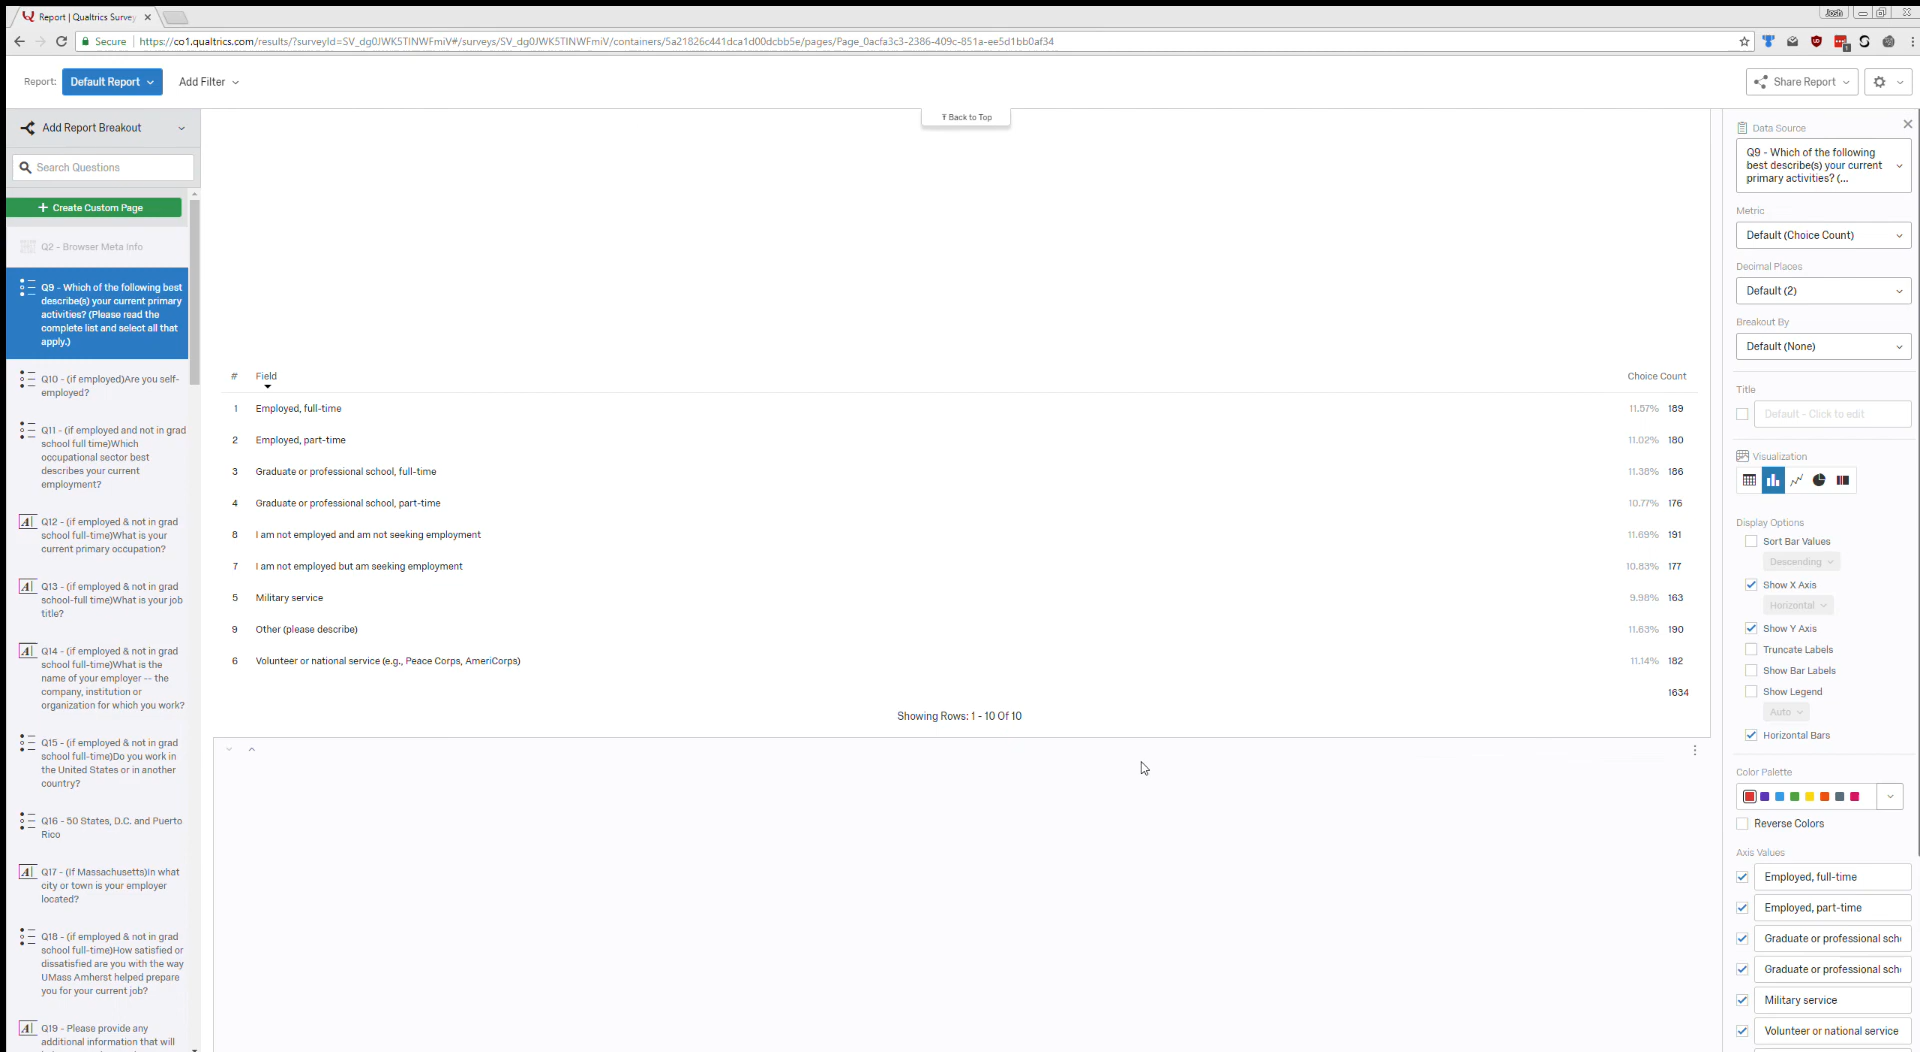 Report | Qualtrics Survey
Josh
Secure
https://co1.qualtrics.com/results/?surveyId=SV_dg0JWK5TINWFmiV#/surveys/SV_dg0JWK5TINWFmiV/containers/5a21826c441dca1d00dcbb5e/pages/Page_0acfa3c3-2386-409c-851a-ee5d1bb0af34
Report:
Default Report
Add Filter
Share Report
Add Report Breakout
Search Questions
+ Create Custom Page
Q2 - Browser Meta Info
Q9 - Which of the following best
describe(s) your current primary
activities? (Please read the
complete list and select all that
apply.)
Q10 - (if employed)Are you self-
employed?
Q11 - (if employed and not in grad
school full time)Which
occupational sector best
describes your current
employment?
Q12 - (if employed & not in grad
school full-time)What is your
current primary occupation?
Q13 - (if employed & not in grad
school-full time)What is your job
title?
Q14 - (if employed & not in grad
school full-time)What is the
name of your employer -- the
company, institution or
organization for which you work?
Q15 - (if employed & not in grad
school full-time)Do you work in
the United States or in another
country?
Q16 - 50 States, D.C. and Puerto
Rico
Q17 - (If Massachusetts)In what
city or town is your employer
located?
Q18 - (if employed & not in grad
school full-time)How satisfied or
dissatisfied are you with the way
UMass Amherst helped prepare
you for your current job?
Q19 - Please provide any
additional information that will
Back to Top
# Field Choice Count
1 Employed, full-time 11.57% 189
2 Employed, part-time 11.02% 180
3 Graduate or professional school, full-time 11.38% 186
4 Graduate or professional school, part-time 10.77% 176
8 I am not employed and am not seeking employment 11.69% 191
7 I am not employed but am seeking employment 10.83% 177
5 Military service 9.98% 163
9 Other (please describe) 11.63% 190
6 Volunteer or national service (e.g., Peace Corps, AmeriCorps) 11.14% 182
1634
Showing Rows: 1 - 10 Of 10
Data Source
Q9 - Which of the following
best describe(s) your current
primary activities? (...
Metric
Default (Choice Count)
Decimal Places
Default (2)
Breakout By
Default (None)
Title
Default - Click to edit
Visualization
Display Options
Sort Bar Values
Descending
Show X Axis
Horizontal
Show Y Axis
Truncate Labels
Show Bar Labels
Show Legend
Auto
Horizontal Bars
Color Palette
Reverse Colors
Axis Values
Employed, full-time
Employed, part-time
Graduate or professional sch
Graduate or professional sch
Military service
Volunteer or national service